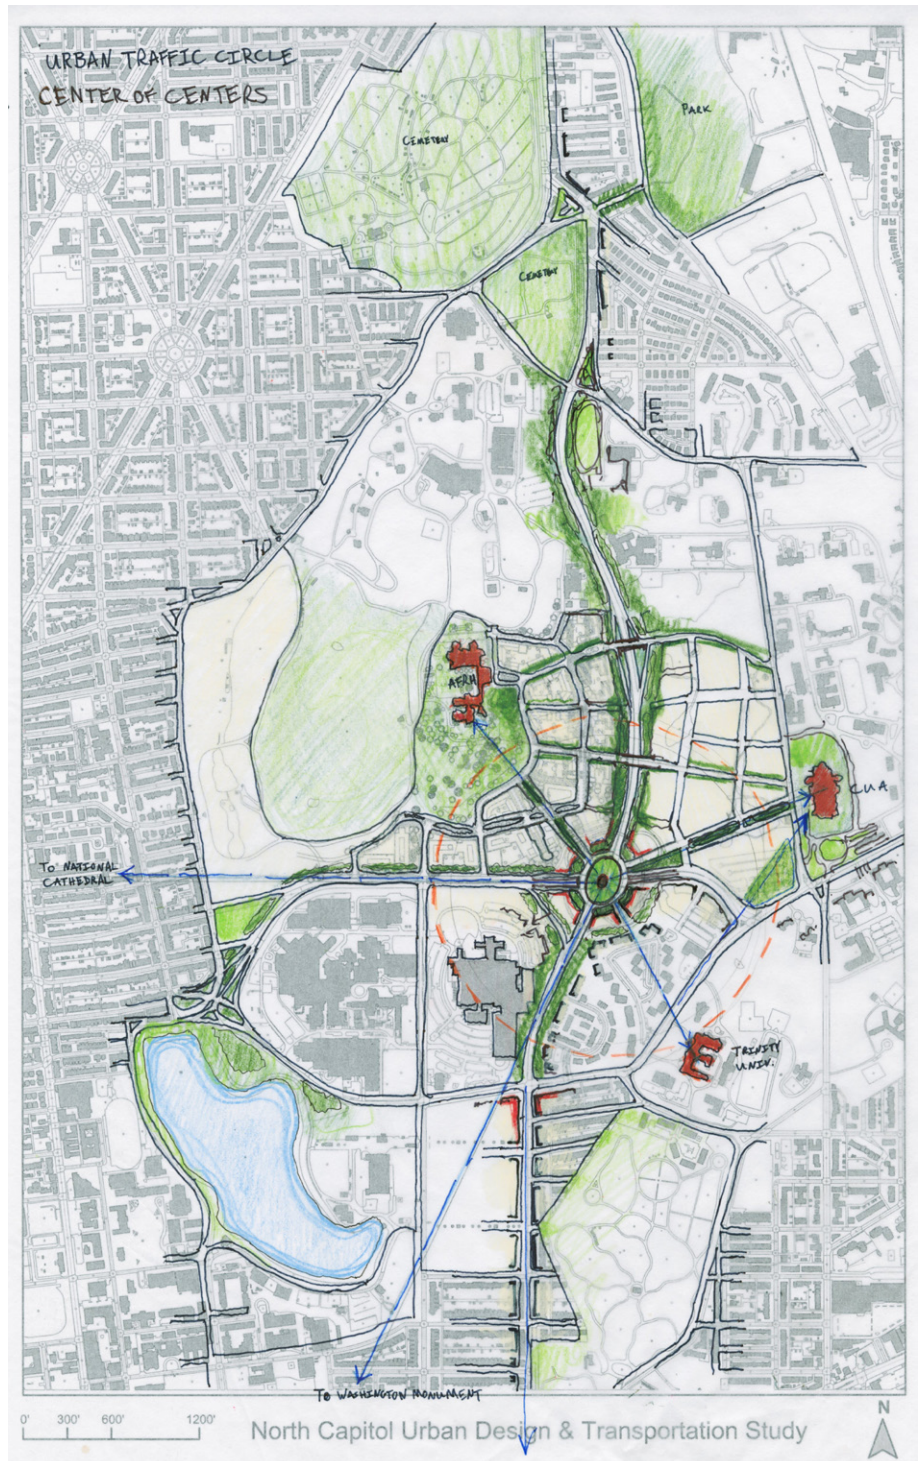 URBAN TRAFFIC CIRCLE
CENTER OF CENTERS
CEMETERY
PARK
CEMETERY
AFRH
CUA
TO NATIONAL
CATHEDRAL
TRINITY
UNIV.
TO WASHINGTON MONUMENT
0' 300' 600' 1200'
North Capitol Urban Design & Transportation Study
N